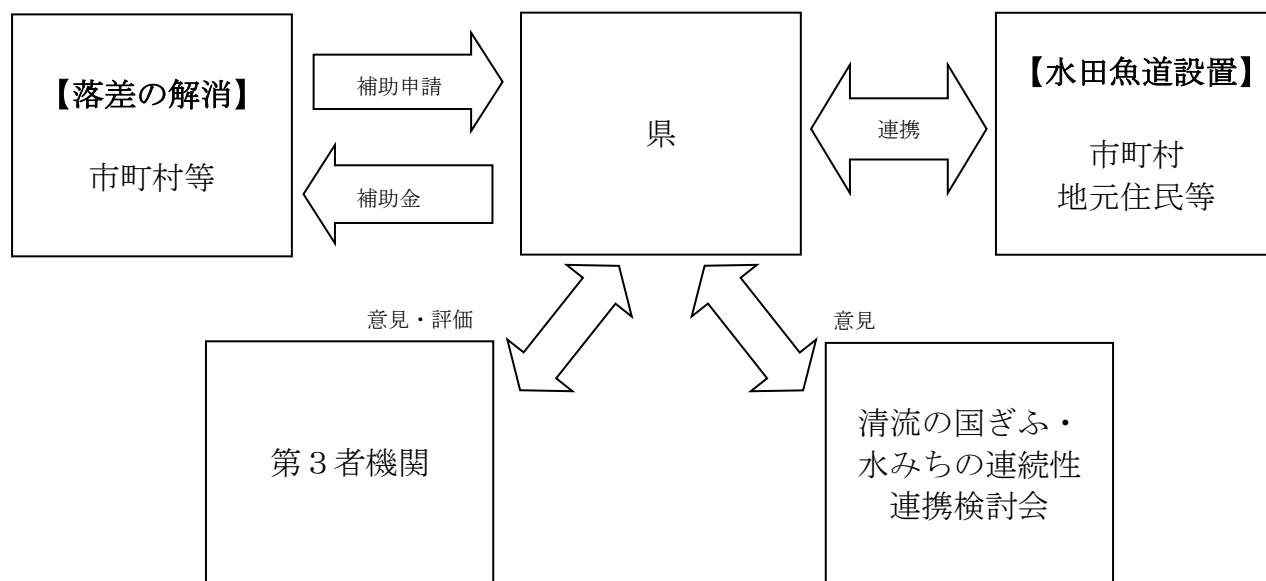 【落差の解消】
市町村等
補助申請
補助金
県
連携
【水田魚道設置】
市町村
地元住民等
意見・評価
第３者機関
意見
清流の国ぎふ・
水みちの連続性
連携検討会